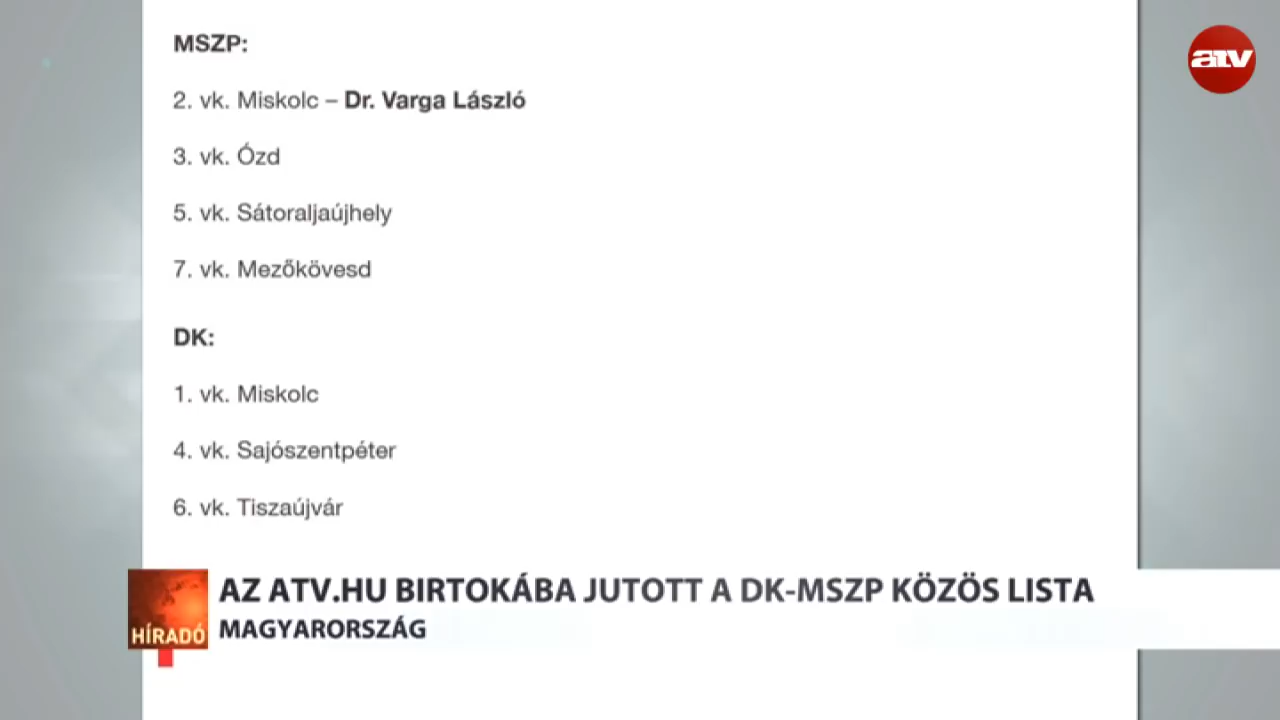 MSZP:
atv
2. vk. Miskolc – Dr. Varga László
3. vk. Ózd
5. vk. Sátoraljaújhely
7. vk. Mezőkövesd
DK:
1. vk. Miskolc
4. vk. Sajószentpéter
6. vk. Tiszaújvár
AZ ATV.HU BIRTOKÁBA JUTOTT A DK-MSZP KÖZÖS LISTA
HÍRADÓ
MAGYARORSZÁG